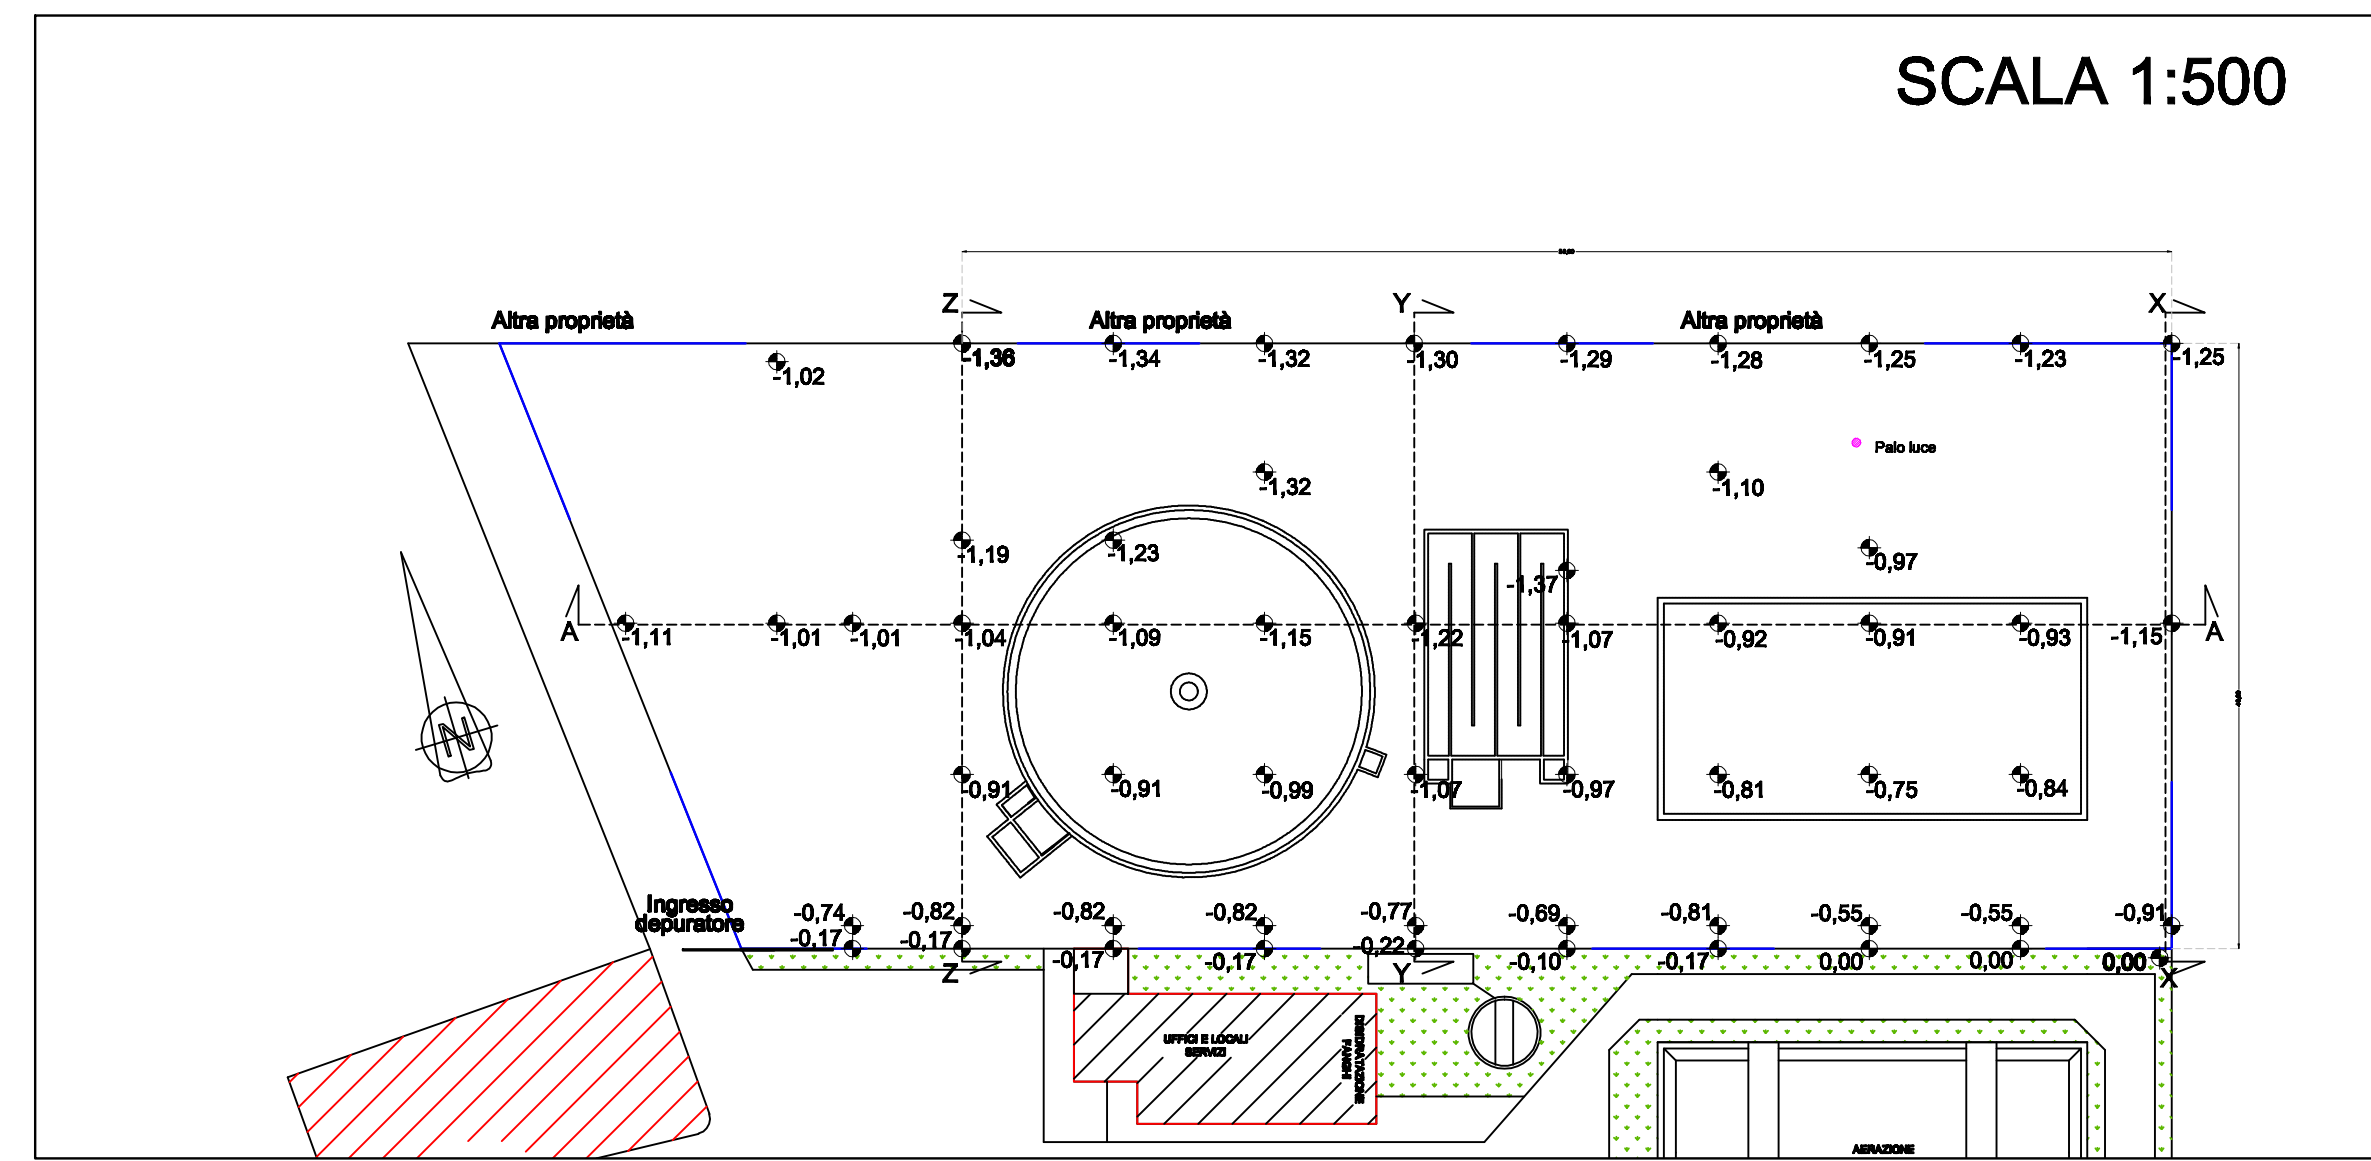 SCALA 1:500
Z
Y
X
Altra proprietà
Altra proprietà
Altra proprietà
-1,34
-1,32
-1,30
-1,29
-1,28
-1,25
-1,23
-1,25
-1,02
Palo luce
-1,32
-1,10
-1,19
-1,23
-0,97
-1,37
A
-1,11
-1,01
-1,01
-1,04
-1,09
-1,15
-1,22
-1,07
-0,92
-0,91
-0,93
-1,15
A
N
-0,91
-0,91
-0,99
-1,07
-0,97
-0,81
-0,75
-0,84
Ingresso
depuratore
-0,74
-0,82
-0,82
-0,82
-0,77
-0,69
-0,81
-0,55
-0,55
-0,91
-0,17
-0,17
-0,17
-0,17
-0,22
-0,10
-0,17
0,00
0,00
0,00
Z
Y
X
UFFICI E LOCALI
SERVIZI
DISIDRATAZIONE
FANGHI
AERAZIONE